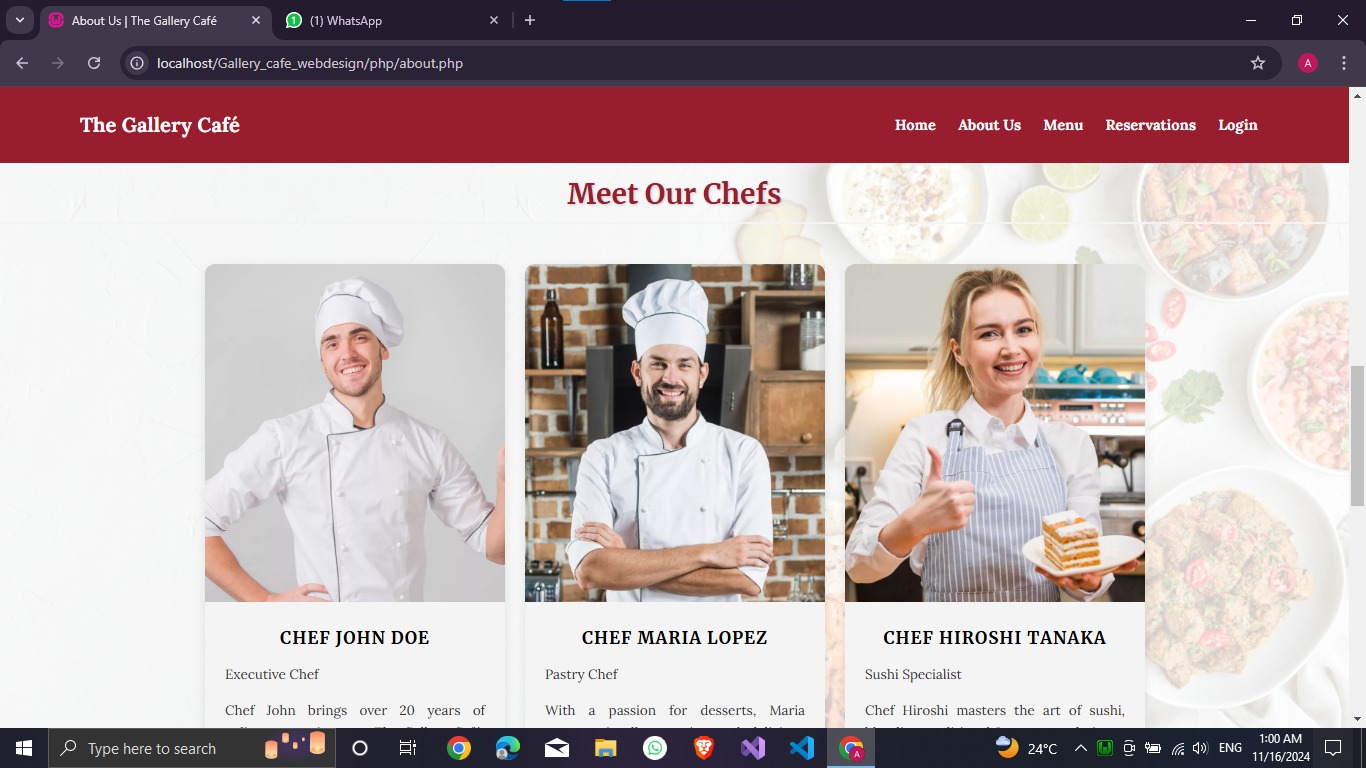 About Us | The Gallery Café
(1) WhatsApp
localhost/Gallery_cafe_webdesign/php/about.php
A
The Gallery Café
Home About Us Menu Reservations Login
Meet Our Chefs
CHEF JOHN DOE
Executive Chef
Chef John brings over 20 years of
CHEF MARIA LOPEZ
Pastry Chef
With a passion for desserts, Maria
CHEF HIROSHI TANAKA
Sushi Specialist
Chef Hiroshi masters the art of sushi,
Type here to search
24°C
ENG
1:00 AM
11/16/2024